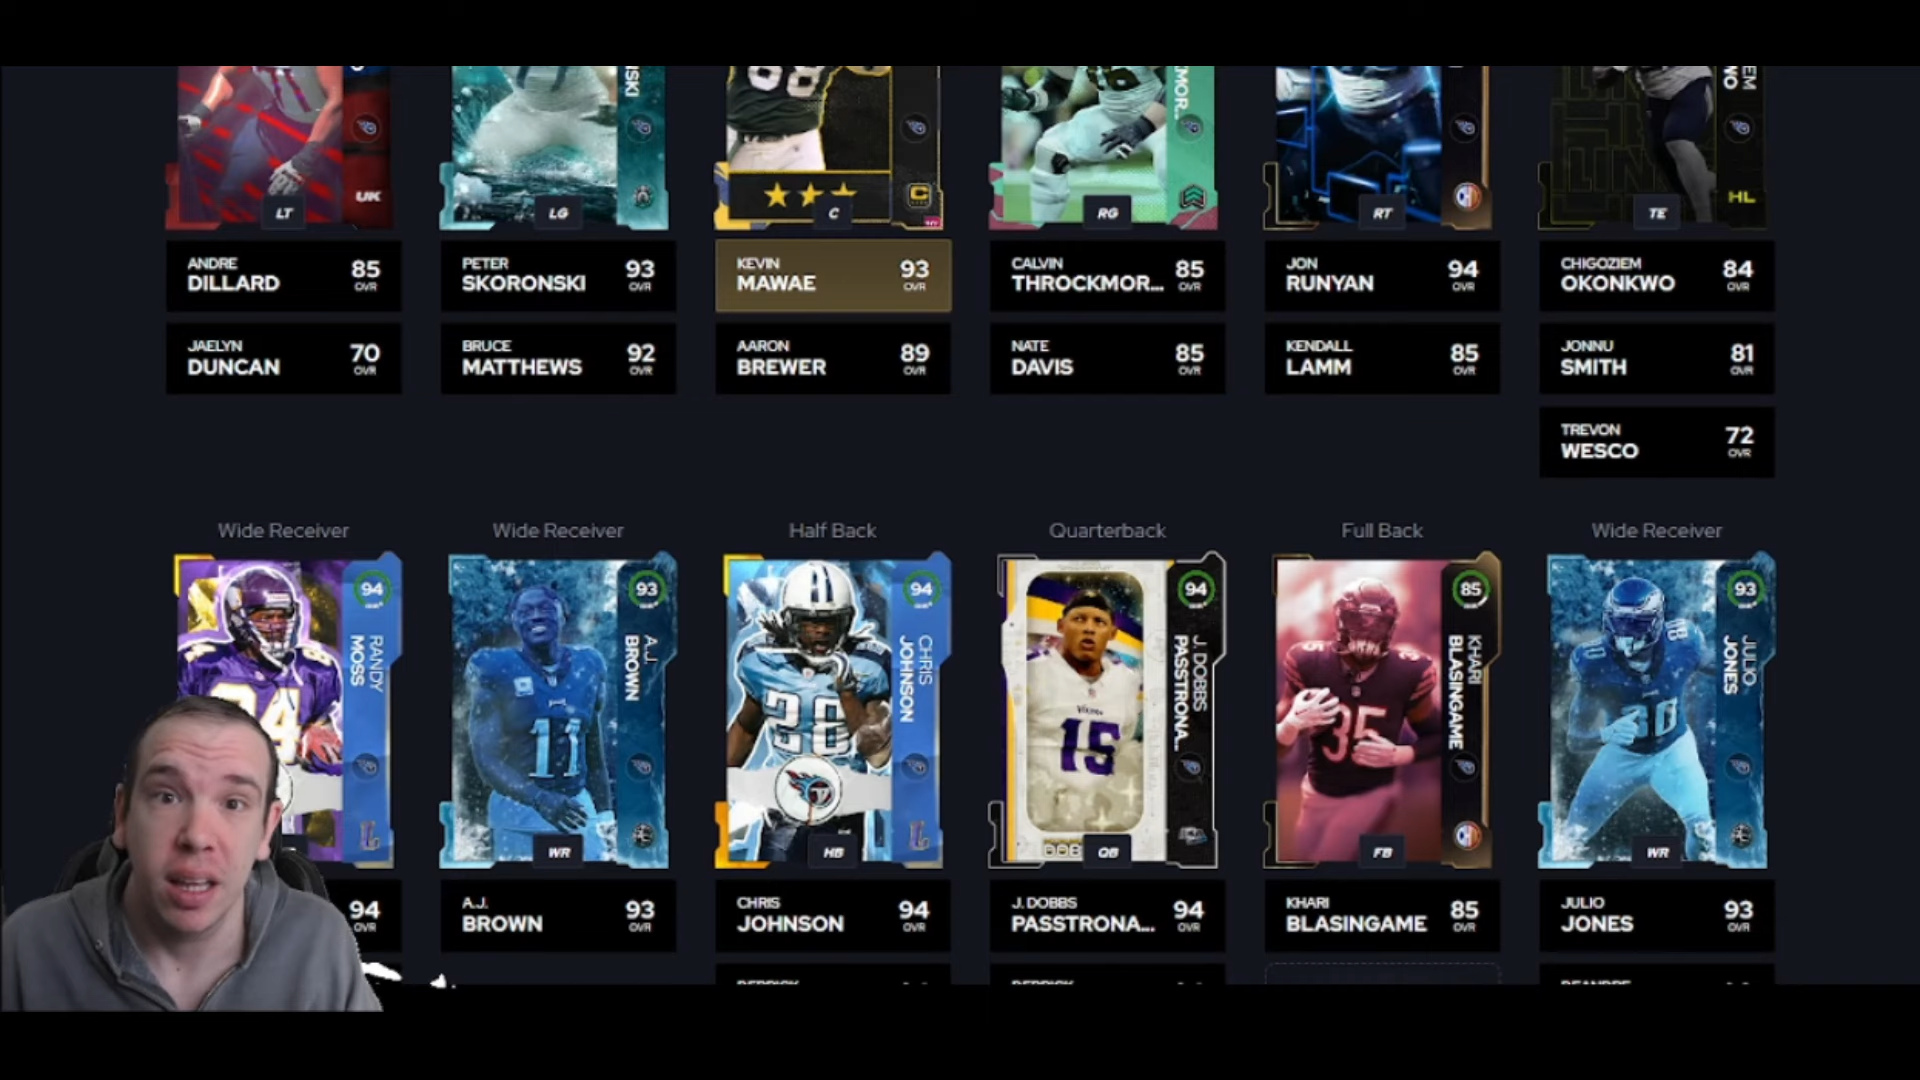 UK
HL
LT
LG
C
RG
RT
TE
ANDRE
DILLARD
85
OVR
PETER
SKORONSKI
93
OVR
KEVIN
MAWAE
93
OVR
CALVIN
THROCKMOR...
85
OVR
JON
RUNYAN
94
OVR
CHIGOZIEM
OKONKWO
84
OVR
JAELYN
DUNCAN
70
OVR
BRUCE
MATTHEWS
92
OVR
AARON
BREWER
89
OVR
NATE
DAVIS
85
OVR
KENDALL
LAMM
85
OVR
JONNU
SMITH
81
OVR
TREVON
WESCO
72
OVR
Wide Receiver
Wide Receiver
Half Back
Quarterback
Full Back
Wide Receiver
94
RANDY
MOSS
93
A.J.
BROWN
11
WR
94
CHRIS
JOHNSON
28
HB
94
J. DOBBS
PASSTRONA...
15
QB
85
KHARI
BLASINGAME
35
FB
93
JULIO
JONES
80
WR
94
OVR
A.J.
BROWN
93
OVR
CHRIS
JOHNSON
94
OVR
J. DOBBS
PASSTRONA...
94
OVR
KHARI
BLASINGAME
85
OVR
JULIO
JONES
93
OVR